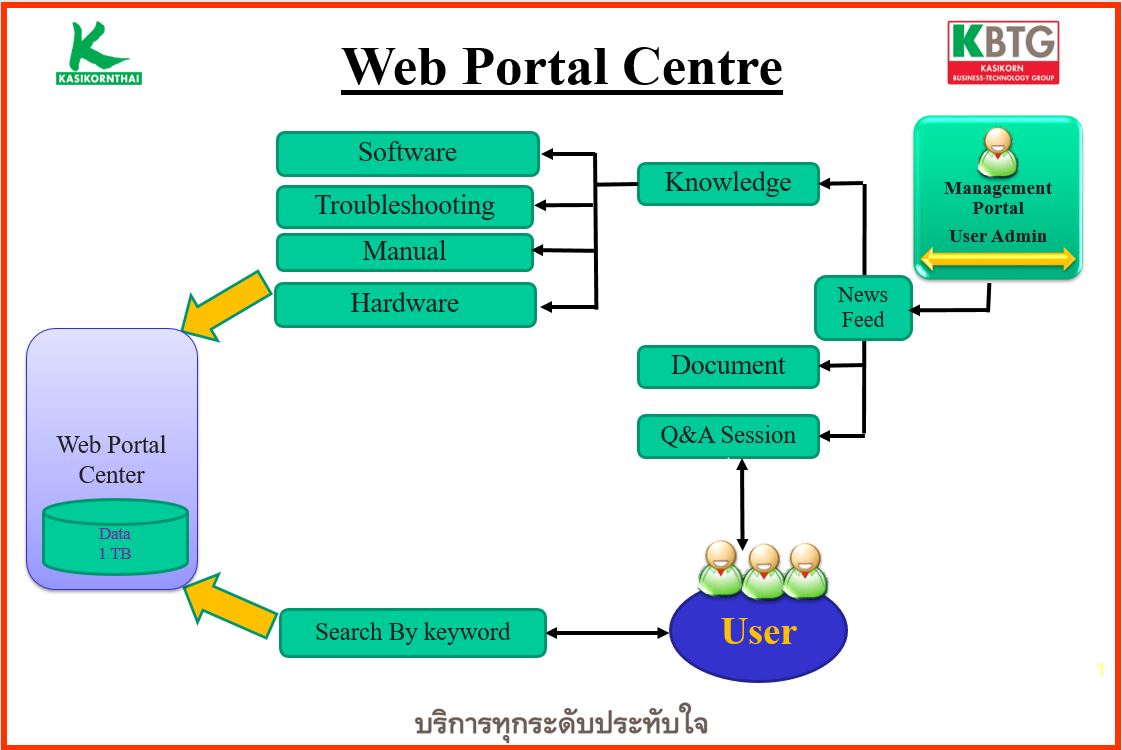 KASIKORNTHAI
Web Portal Centre
KBTG
KASIKORN
BUSINESS-TECHNOLOGY GROUP
Software
Troubleshooting
Manual
Hardware
Knowledge
Management
Portal
User Admin
News
Feed
Document
Q&A Session
Web Portal
Center
Data
1 TB
Search By keyword
User
1
บริการทุกระดับประทับใจ